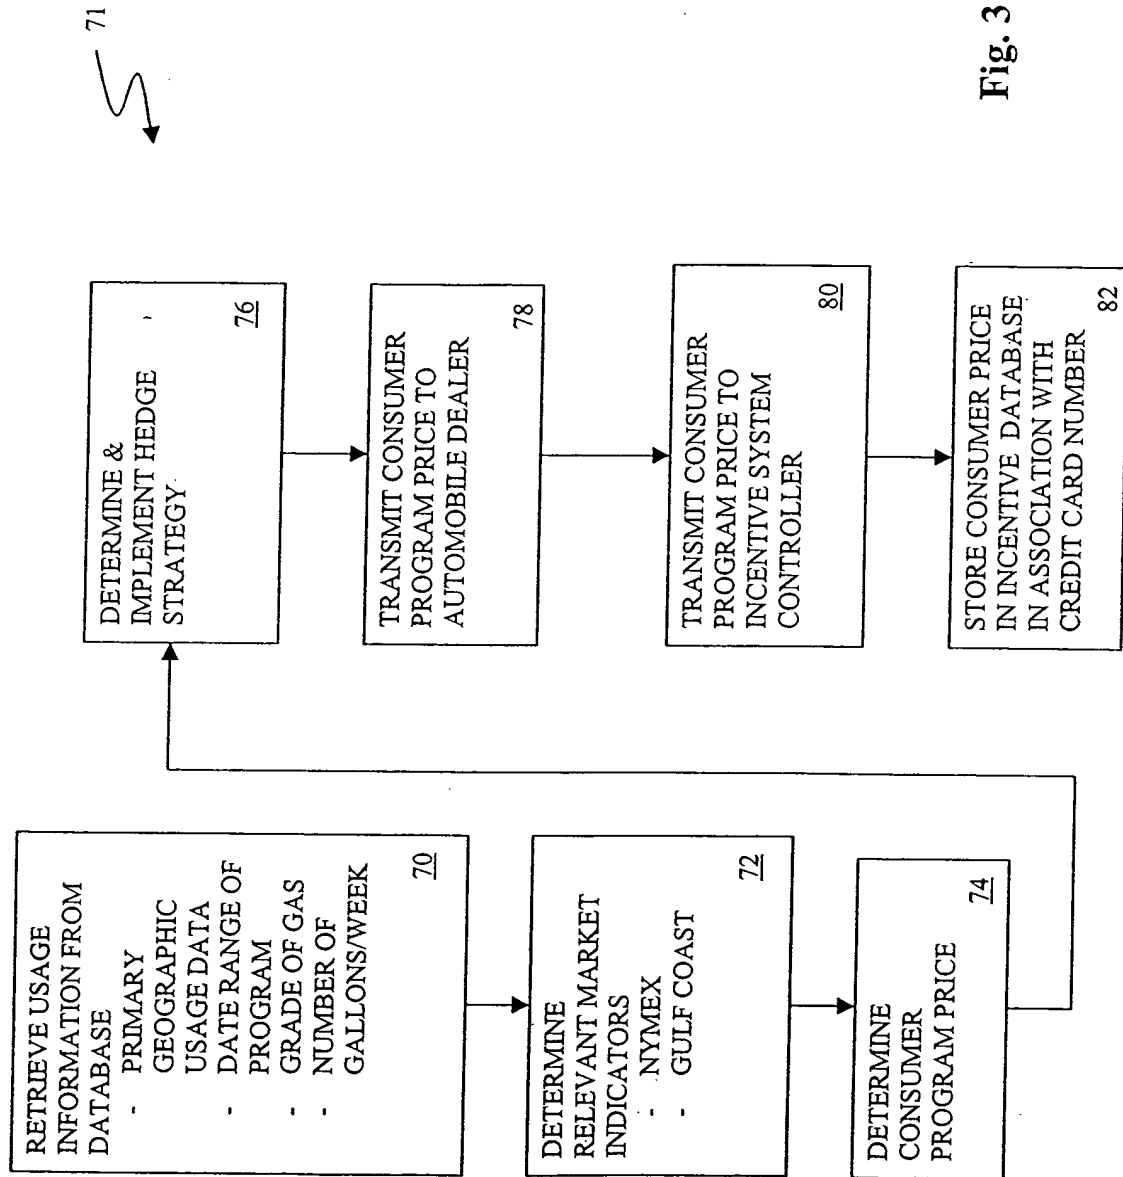 RETRIEVE USAGE
INFORMATION FROM
DATABASE
- PRIMARY
GEOGRAPHIC
USAGE DATA
- DATE RANGE OF
PROGRAM
- GRADE OF GAS
- NUMBER OF
GALLONS/WEEK
70
DETERMINE
RELEVANT MARKET
INDICATORS
- NYMEX
- GULF COAST
72
DETERMINE
CONSUMER
PROGRAM PRICE
74
DETERMINE &
IMPLEMENT HEDGE
STRATEGY
76
TRANSMIT CONSUMER
PROGRAM PRICE TO
AUTOMOBILE DEALER
78
TRANSMIT CONSUMER
PROGRAM PRICE TO
INCENTIVE SYSTEM
CONTROLLER
80
STORE CONSUMER PRICE
IN INCENTIVE DATABASE
IN ASSOCIATION WITH
CREDIT CARD NUMBER
82
71
Fig. 3